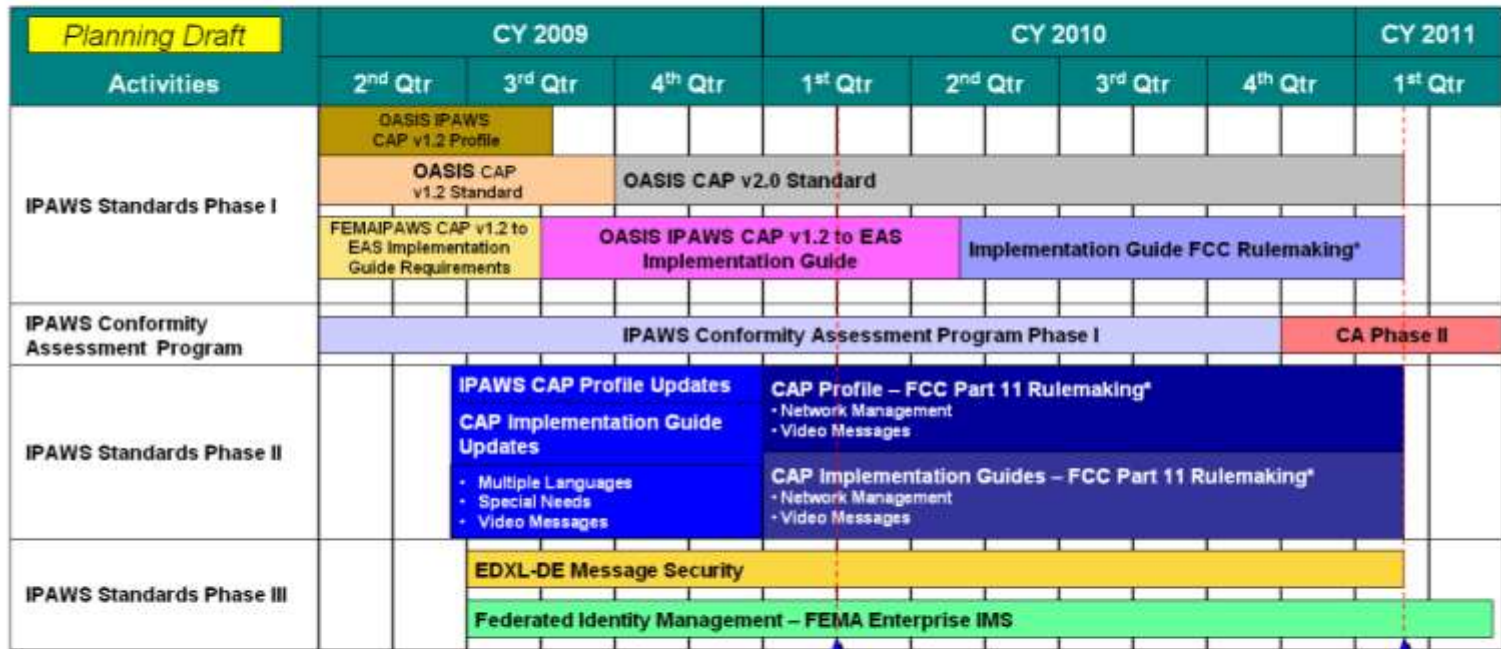 Planning Draft
CY 2009
CY 2010
CY 2011
Activities
2nd Qtr
3rd Qtr
4th Qtr
1st Qtr
2nd Qtr
3rd Qtr
4th Qtr
1st Qtr
IPAWS Standards Phase I
OASIS IPAWS
CAP v1.2 Profile
OASIS CAP
v1.2 Standard
OASIS CAP v2.0 Standard
FEMAIPAWS CAP v1.2 to
EAS Implementation
Guide Requirements
OASIS IPAWS CAP v1.2 to EAS
Implementation Guide
Implementation Guide FCC Rulemaking*
IPAWS Conformity
Assessment Program
IPAWS Conformity Assessment Program Phase I
CA Phase II
IPAWS Standards Phase II
IPAWS CAP Profile Updates
CAP Implementation Guide
Updates
• Multiple Languages
• Special Needs
• Video Messages
CAP Profile – FCC Part 11 Rulemaking*
• Network Management
• Video Messages
CAP Implementation Guides – FCC Part 11 Rulemaking*
• Network Management
• Video Messages
IPAWS Standards Phase III
EDXL-DE Message Security
Federated Identity Management – FEMA Enterprise IMS